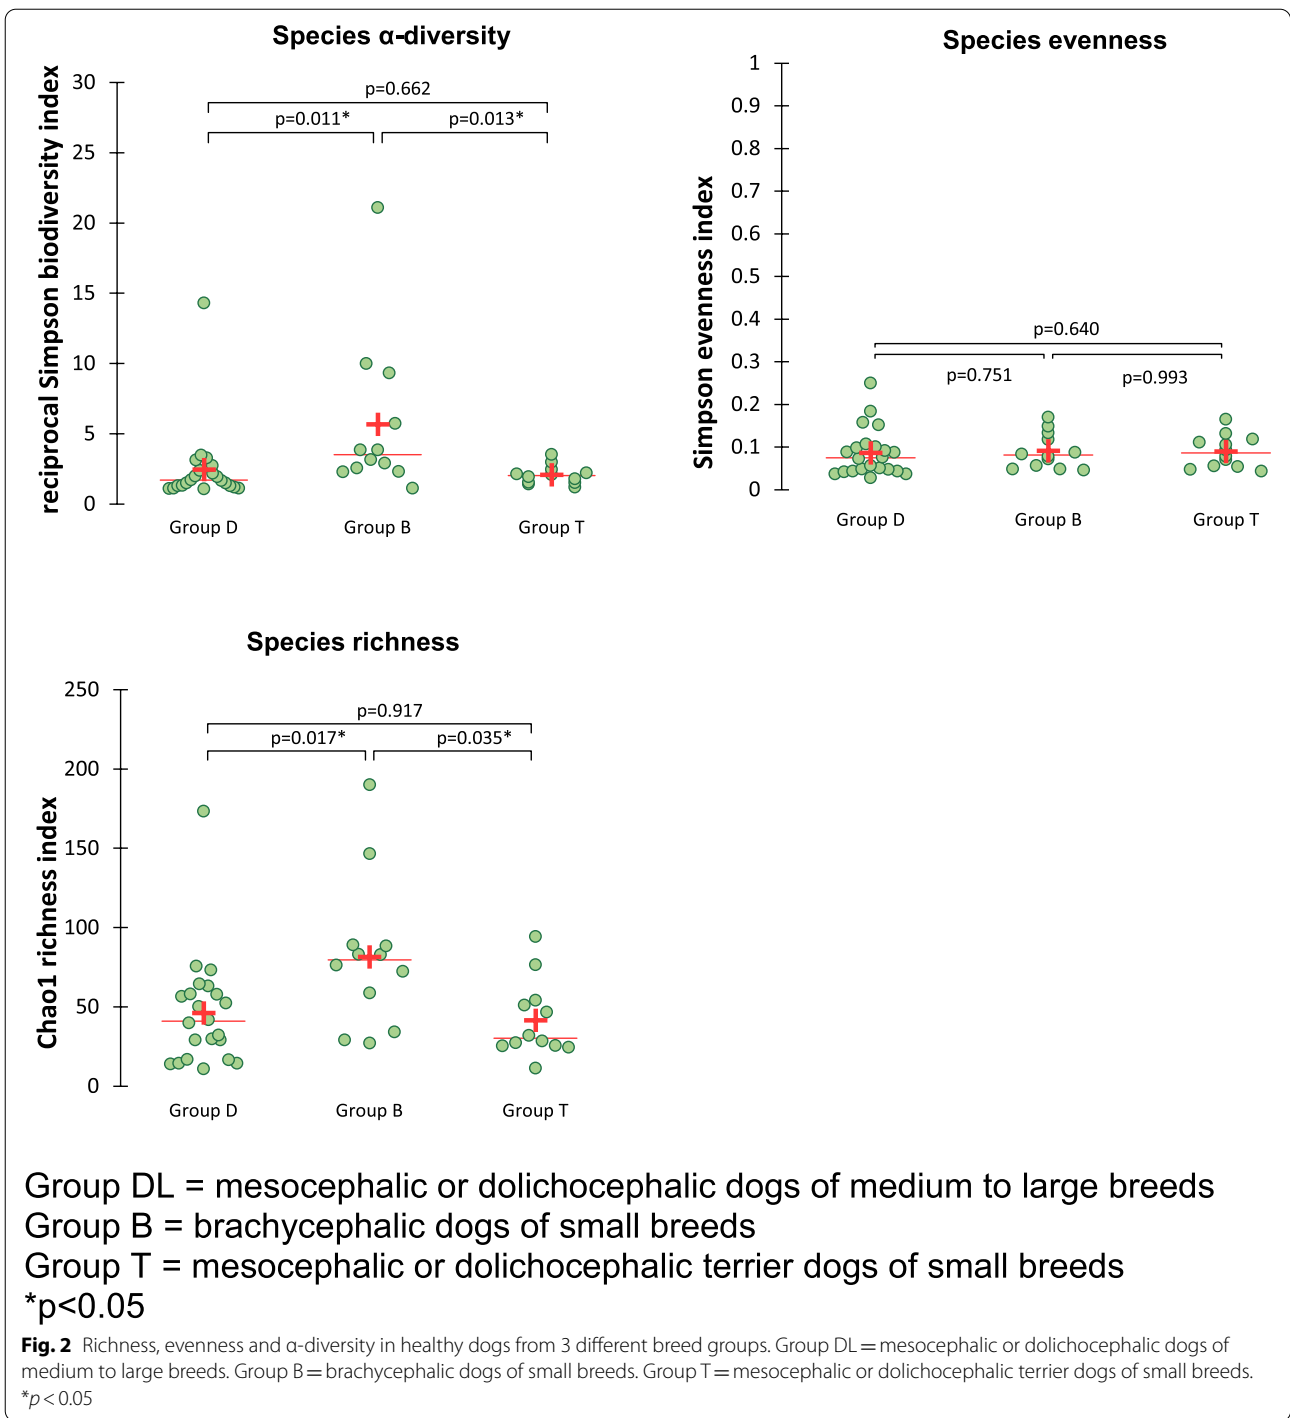 Species α-diversity
reciprocal Simpson biodiversity index
30
25
20
15
10
5
0
p=0.662
p=0.011*
p=0.013*
Group D
Group B
Group T
Species evenness
Simpson evenness index
1
0.9
0.8
0.7
0.6
0.5
0.4
0.3
0.2
0.1
0
p=0.640
p=0.751
p=0.993
Group D
Group B
Group T
Species richness
Chao1 richness index
250
200
150
100
50
0
p=0.917
p=0.017*
p=0.035*
Group D
Group B
Group T
Group DL = mesocephalic or dolichocephalic dogs of medium to large breeds
Group B = brachycephalic dogs of small breeds
Group T = mesocephalic or dolichocephalic terrier dogs of small breeds
*p<0.05
Fig. 2 Richness, evenness and α-diversity in healthy dogs from 3 different breed groups. Group DL = mesocephalic or dolichocephalic dogs of
medium to large breeds. Group B = brachycephalic dogs of small breeds. Group T = mesocephalic or dolichocephalic terrier dogs of small breeds.
*p < 0.05